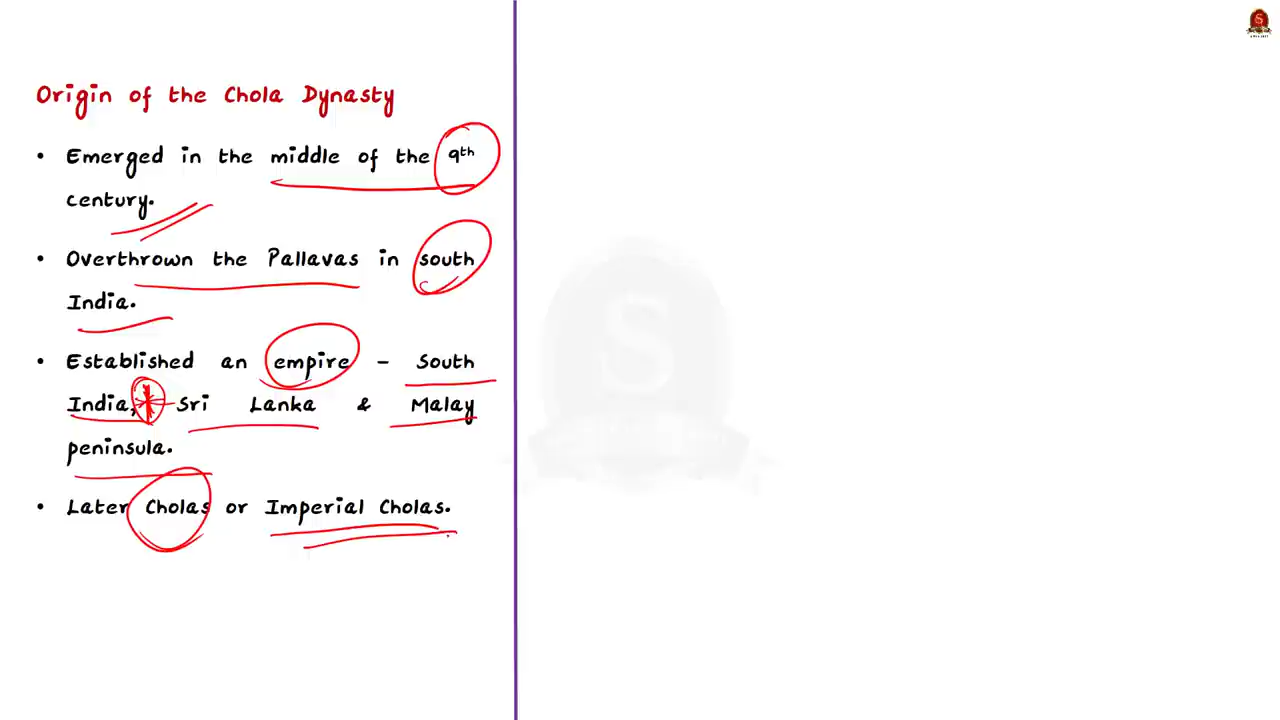 Origin of the Chola Dynasty
• Emerged in the middle of the 9th
century.
• Overthrown the Pallavas in south
India.
• Established an empire - South
India, Sri Lanka & Malay
peninsula.
• Later Cholas or Imperial Cholas.
S
S